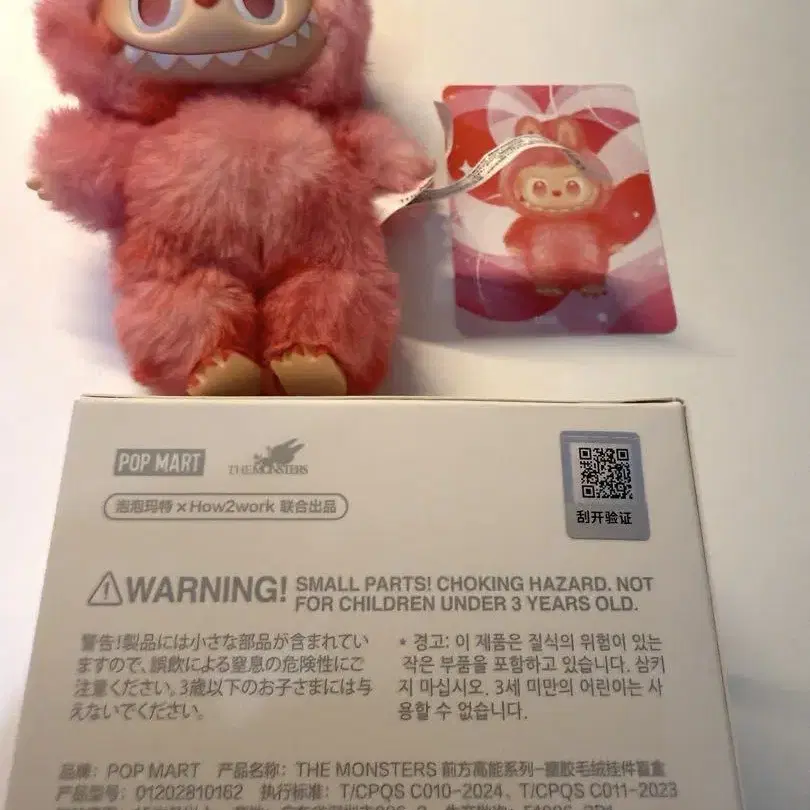 POP MART
THE MONSTERS
泡泡玛特 × How2work 联合出品
刮开验证
WARNING! SMALL PARTS! CHOKING HAZARD. NOT
FOR CHILDREN UNDER 3 YEARS OLD.
警告!製品には小さな部品が含まれてい
ますので、誤飲による窒息の危険性にご
注意ください。3歳以下のお子さまには与
えないでください。
* 경고: 이 제품은 질식의 위험이 있는
작은 부품을 포함하고 있습니다. 삼키
지 마십시오. 3세 미만의 어린이는 사
용할 수 없습니다.
品牌: POP MART 产品名称: THE MONSTERS 前方高能系列-搪胶毛绒挂件盲盒
产品型号: 01202810162 执行标准: T/CPQS C010-2024、T/CPQS C011-2023